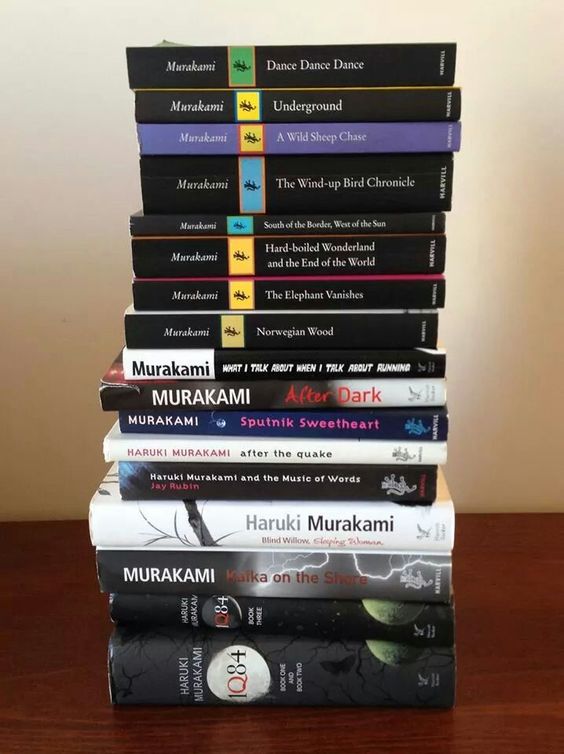 Murakami Dance Dance Dance HARVILL
Murakami Underground HARVILL
Murakami A Wild Sheep Chase HARVILL
Murakami The Wind-up Bird Chronicle HARVILL
Murakami South of the Border, West of the Sun HARVILL
Murakami Hard-boiled Wonderland
and the End of the World HARVILL
Murakami The Elephant Vanishes HARVILL
Murakami Norwegian Wood HARVILL
Murakami WHAT I TALK ABOUT WHEN I TALK ABOUT RUNNING
MURAKAMI After Dark
MURAKAMI Sputnik Sweetheart HARVILL
HARUKI MURAKAMI after the quake HARVILL
Haruki Murakami and the Music of Words
Jay Rubin HARVILL
Haruki Murakami
Blind Willow, Sleeping Woman
MURAKAMI Kafka on the Shore HARVILL
HARUKI
MURAKAMI
1Q84
BOOK
THREE
HARUKI
MURAKAMI
1Q84
BOOK ONE
AND
BOOK TWO